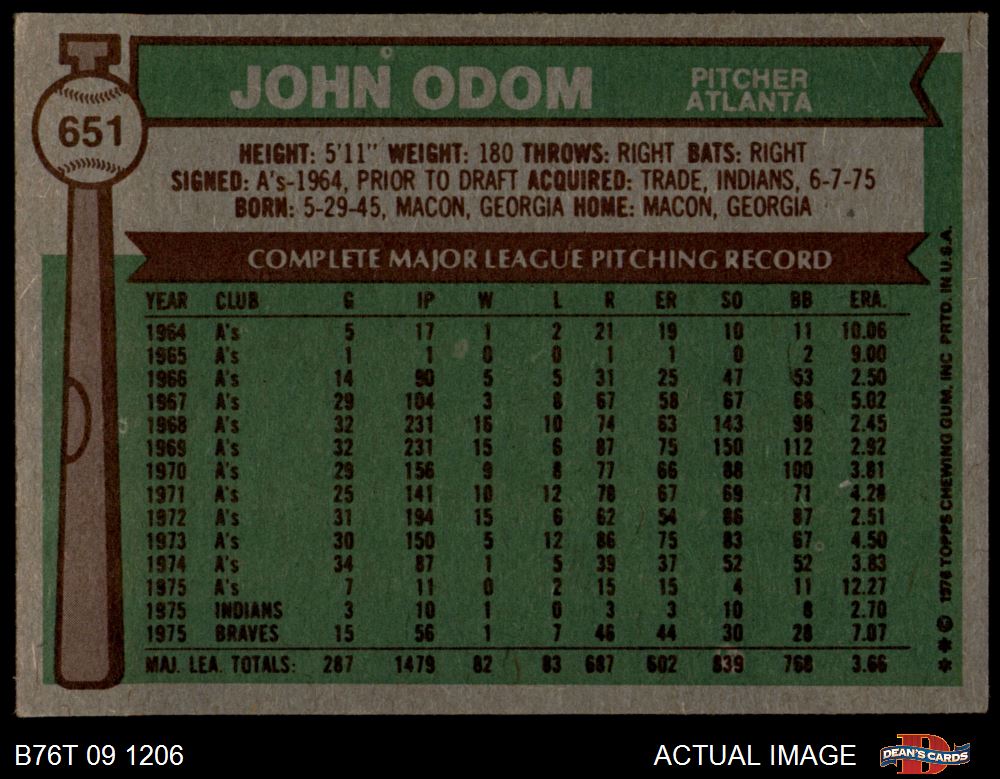 JOHN ODOM
PITCHER
ATLANTA
651
HEIGHT: 5'11" WEIGHT: 180 THROWS: RIGHT BATS: RIGHT
SIGNED: A's-1964, PRIOR TO DRAFT ACQUIRED: TRADE, INDIANS, 6-7-75
BORN: 5-29-45, MACON, GEORGIA HOME: MACON, GEORGIA
COMPLETE MAJOR LEAGUE PITCHING RECORD
YEAR CLUB G IP W L R ER SO BB ERA.
1964 A's 5 17 1 2 21 19 10 11 10.06
1965 A's 1 1 0 0 1 1 0 2 9.00
1966 A's 14 90 5 5 31 25 47 53 2.50
1967 A's 29 104 3 8 67 58 67 68 5.02
1968 A's 32 231 16 10 74 63 143 98 2.45
1969 A's 32 231 15 6 87 75 150 112 2.92
1970 A's 29 156 9 8 77 66 88 100 3.81
1971 A's 25 141 10 12 78 67 69 71 4.28
1972 A's 31 194 15 6 62 54 86 87 2.51
1973 A's 30 150 5 12 86 75 83 67 4.50
1974 A's 34 87 1 5 39 37 52 52 3.83
1975 A's 7 11 0 2 15 15 4 11 12.27
1975 INDIANS 3 10 1 0 3 3 10 8 2.70
1975 BRAVES 15 56 1 7 46 44 30 28 7.07
MAJ. LEA. TOTALS: 287 1479 82 83 687 602 839 768 3.66
* * © 1976 TOPPS CHEWING GUM, INC. PRTD. IN U.S.A.
B76T 09 1206
ACTUAL IMAGE
DEAN'S CARDS